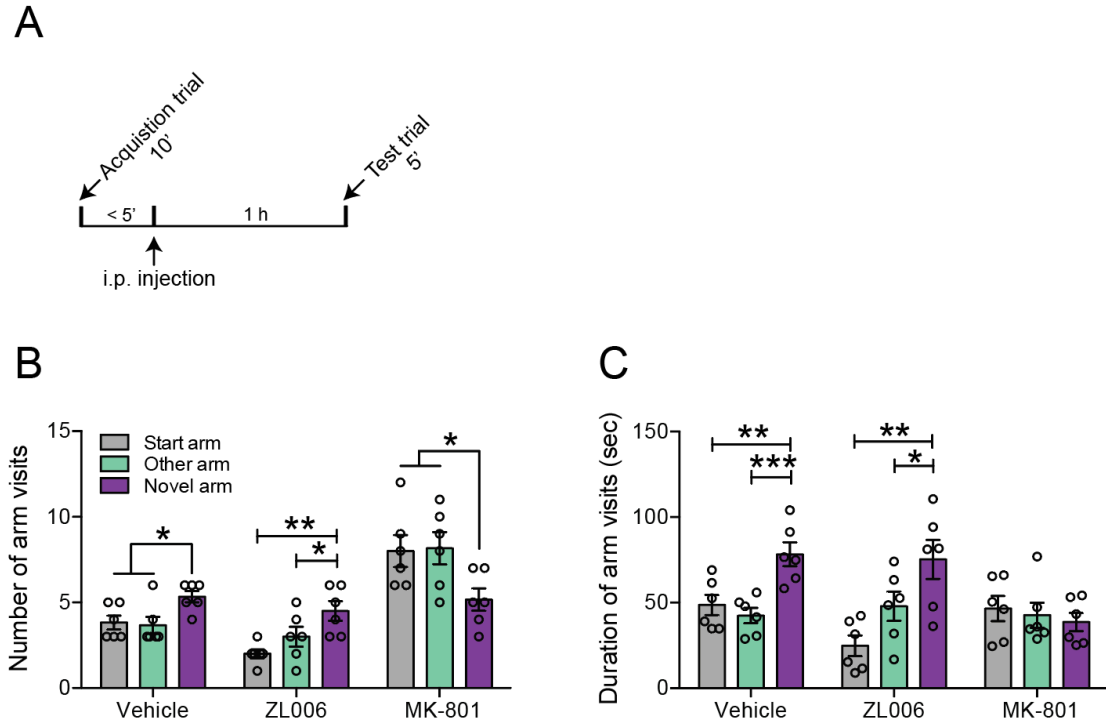 A
Acquistion trial
10'
Test trial
5'
< 5'
1 h
i.p. injection
B
Number of arm visits
15
10
5
0
Start arm
Other arm
Novel arm
*
**
*
*
Vehicle
ZL006
MK-801
C
Duration of arm visits (sec)
150
100
50
0
**
***
**
*
Vehicle
ZL006
MK-801